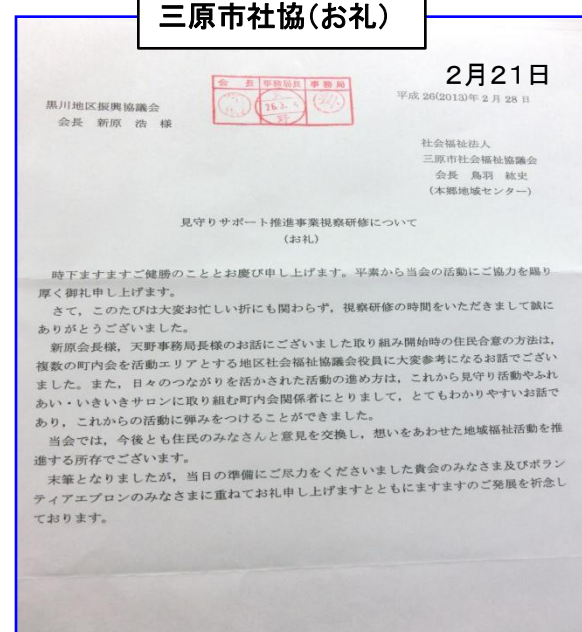 三原市社協(お礼)
2月21日
会長 事務局長 事務局
26.3.
平成 26(2013)年 2 月 28 日
黒川地区振興協議会
会長 新原 浩 様
社会福祉法人
三原市社会福祉協議会
会長 鳥羽 紘史
(本郷地域センター)
見守りサポート推進事業視察研修について
(お礼)
時下ますますご健勝のこととお慶び申し上げます。平素から当会の活動にご協力を賜り
厚く御礼申し上げます。
さて,このたびは大変お忙しい折にも関わらず,視察研修の時間をいただきまして誠に
ありがとうございました。
新原会長様,天野事務局長様のお話にございました取り組み開始時の住民合意の方法は,
複数の町内会を活動エリアとする地区社会福祉協議会役員に大変参考になるお話でござい
ました。また,日々のつながりを活かされた活動の進め方は,これから見守り活動やふれ
あい・いきいきサロンに取り組む町内会関係者にとりまして,とてもわかりやすいお話で
あり,これからの活動に弾みをつけることができました。
当会では,今後とも住民のみなさんと意見を交換し,想いをあわせた地域福祉活動を推
進する所存でございます。
末筆となりましたが,当日の準備にご尽力をくださいました貴会のみなさま及びボラン
ティアエプロンのみなさまに重ねてお礼申し上げますとともにますますのご発展を祈念し
ております。